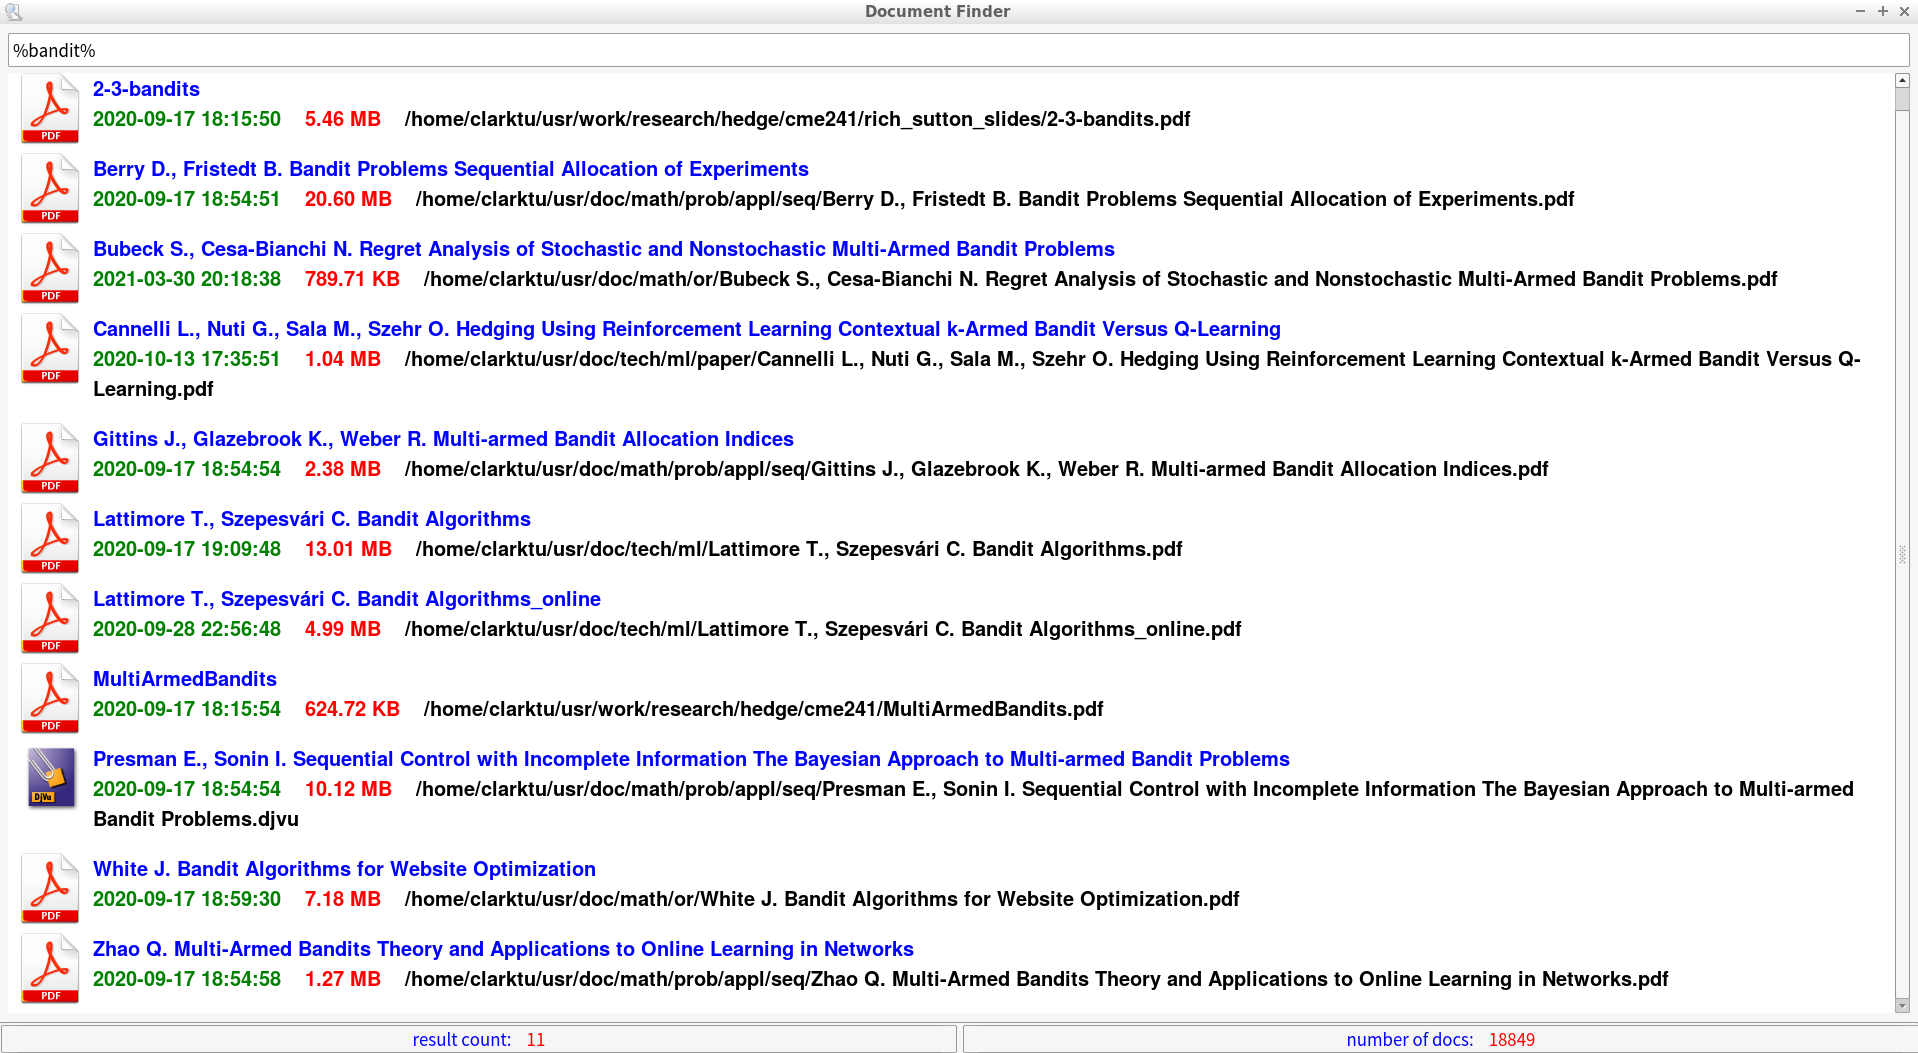 Document Finder
%bandit%
2-3-bandits
2020-09-17 18:15:50 5.46 MB /home/clarktu/usr/work/research/hedge/cme241/rich_sutton_slides/2-3-bandits.pdf
PDF
Berry D., Fristedt B. Bandit Problems Sequential Allocation of Experiments
2020-09-17 18:54:51 20.60 MB /home/clarktu/usr/doc/math/prob/appl/seq/Berry D., Fristedt B. Bandit Problems Sequential Allocation of Experiments.pdf
PDF
Bubeck S., Cesa-Bianchi N. Regret Analysis of Stochastic and Nonstochastic Multi-Armed Bandit Problems
2021-03-30 20:18:38 789.71 KB /home/clarktu/usr/doc/math/or/Bubeck S., Cesa-Bianchi N. Regret Analysis of Stochastic and Nonstochastic Multi-Armed Bandit Problems.pdf
PDF
Cannelli L., Nuti G., Sala M., Szehr O. Hedging Using Reinforcement Learning Contextual k-Armed Bandit Versus Q-Learning
2020-10-13 17:35:51 1.04 MB /home/clarktu/usr/doc/tech/ml/paper/Cannelli L., Nuti G., Sala M., Szehr O. Hedging Using Reinforcement Learning Contextual k-Armed Bandit Versus Q-
PDF
Learning.pdf
Gittins J., Glazebrook K., Weber R. Multi-armed Bandit Allocation Indices
2020-09-17 18:54:54 2.38 MB /home/clarktu/usr/doc/math/prob/appl/seq/Gittins J., Glazebrook K., Weber R. Multi-armed Bandit Allocation Indices.pdf
PDF
Lattimore T., Szepesvári C. Bandit Algorithms
2020-09-17 19:09:48 13.01 MB /home/clarktu/usr/doc/tech/ml/Lattimore T., Szepesvári C. Bandit Algorithms.pdf
PDF
Lattimore T., Szepesvári C. Bandit Algorithms_online
2020-09-28 22:56:48 4.99 MB /home/clarktu/usr/doc/tech/ml/Lattimore T., Szepesvári C. Bandit Algorithms_online.pdf
PDF
MultiArmedBandits
2020-09-17 18:15:54 624.72 KB /home/clarktu/usr/work/research/hedge/cme241/MultiArmedBandits.pdf
PDF
Presman E., Sonin I. Sequential Control with Incomplete Information The Bayesian Approach to Multi-armed Bandit Problems
2020-09-17 18:54:54 10.12 MB /home/clarktu/usr/doc/math/prob/appl/seq/Presman E., Sonin I. Sequential Control with Incomplete Information The Bayesian Approach to Multi-armed
DjVu
Bandit Problems.djvu
White J. Bandit Algorithms for Website Optimization
2020-09-17 18:59:30 7.18 MB /home/clarktu/usr/doc/math/or/White J. Bandit Algorithms for Website Optimization.pdf
PDF
Zhao Q. Multi-Armed Bandits Theory and Applications to Online Learning in Networks
2020-09-17 18:54:58 1.27 MB /home/clarktu/usr/doc/math/prob/appl/seq/Zhao Q. Multi-Armed Bandits Theory and Applications to Online Learning in Networks.pdf
PDF
result count: 11
number of docs: 18849